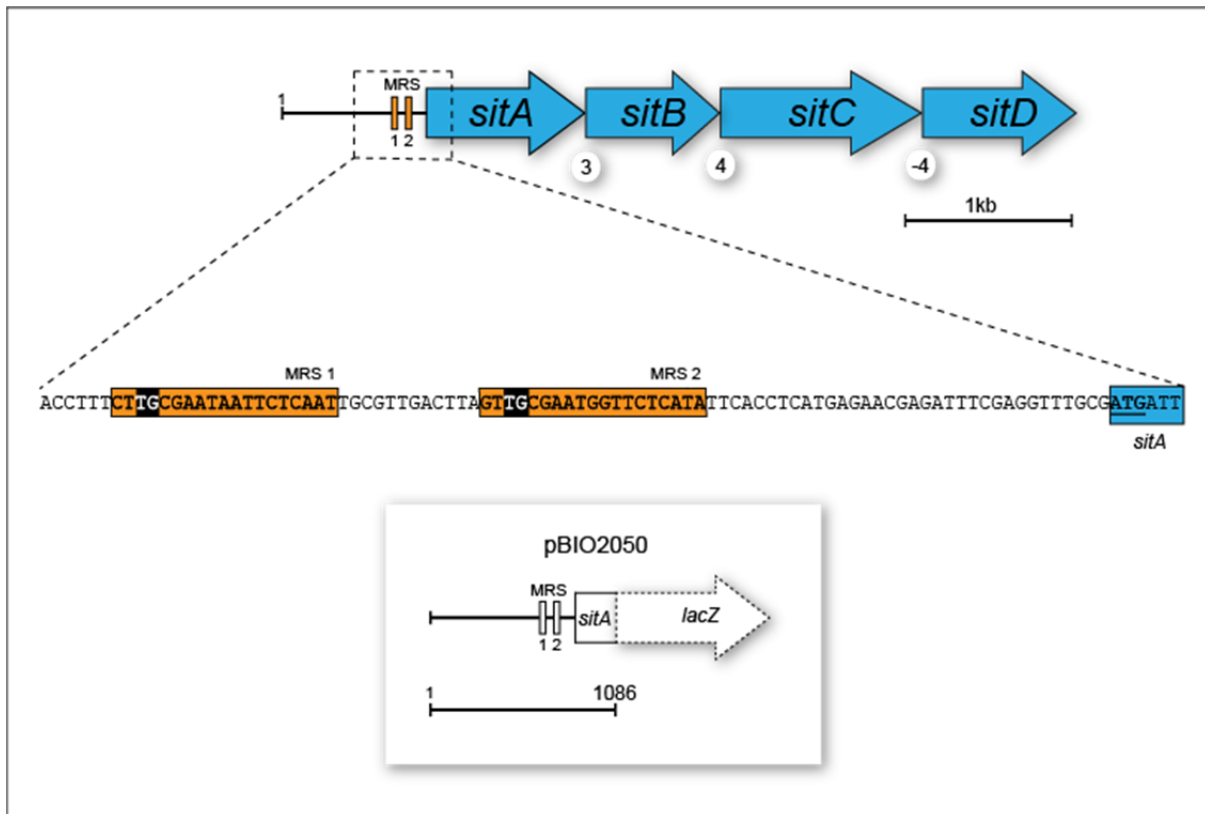 MRS
1
sitA sitB sitC sitD
1 2
3 4 -4
1kb
MRS 1 MRS 2
ACCTTTCTTGCGAATAATTCTCAATTGCGTTGACTTAGTTGCGAATGGTTCTCATATTCACCTCATGAGAACGAGATTTCGAGGTTTGCGATGATT
sitA
pBIO2050
MRS
sitA lacZ
1 2
1 1086